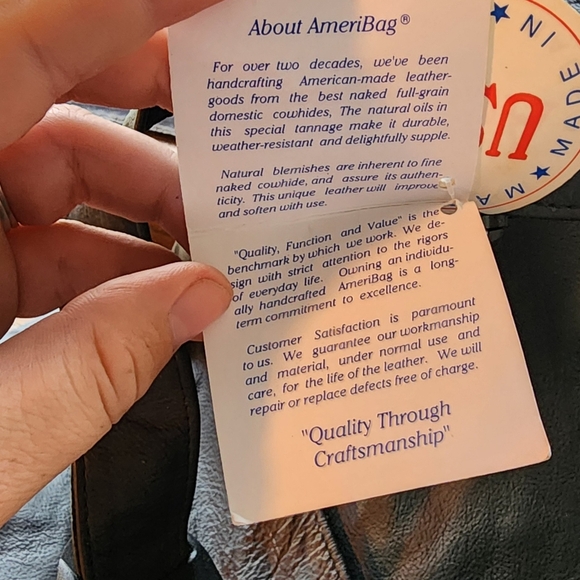 About AmeriBag®
For over two decades, we've been
handcrafting American-made leather-
goods from the best naked full-grain
domestic cowhides, The natural oils in
this special tannage make it durable,
weather-resistant and delightfully supple.
Natural blemishes are inherent to fine
naked cowhide, and assure its authen-
ticity. This unique leather will improve
and soften with use.
"Quality, Function and Value" is the
benchmark by which we work. We de-
sign with strict attention to the rigors
of everyday life. Owning an individu-
ally handcrafted AmeriBag is a long-
term commitment to excellence.
Customer Satisfaction is paramount
to us. We guarantee our workmanship
and material, under normal use and
care, for the life of the leather. We will
repair or replace defects free of charge.
"Quality Through
Craftsmanship"
MADE IN